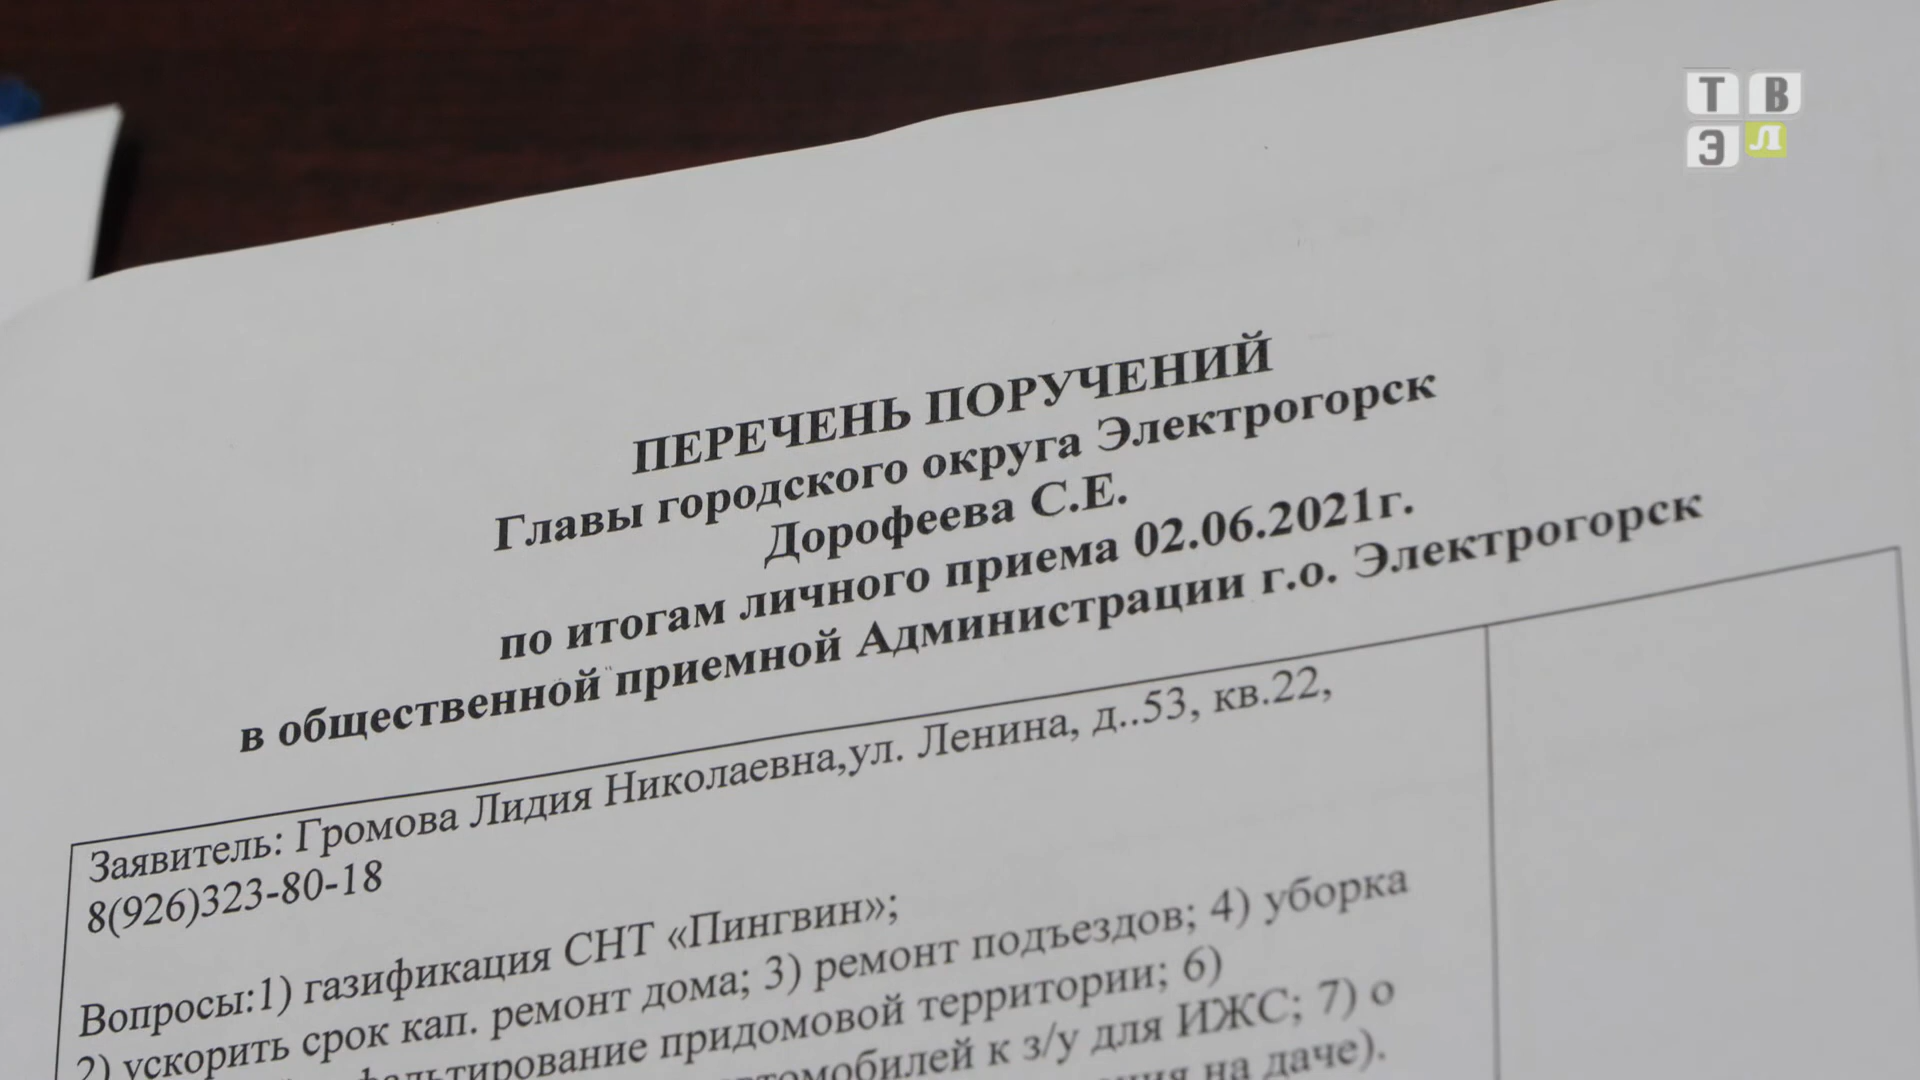 ТВ
ЭЛ
ПЕРЕЧЕНЬ ПОРУЧЕНИЙ
Главы городского округа Электрогорск
Дорофеева С.Е.
по итогам личного приема 02.06.2021г.
в общественной приемной Администрации г.о. Электрогорск
Заявитель: Громова Лидия Николаевна,ул. Ленина, д..53, кв.22,
8(926)323-80-18
Вопросы:1) газификация СНТ «Пингвин»;
2) ускорить срок кап. ремонт дома; 3) ремонт подъездов; 4) уборка
придомовой территории; 6)
к з/у для ИЖС; 7) о
на даче).